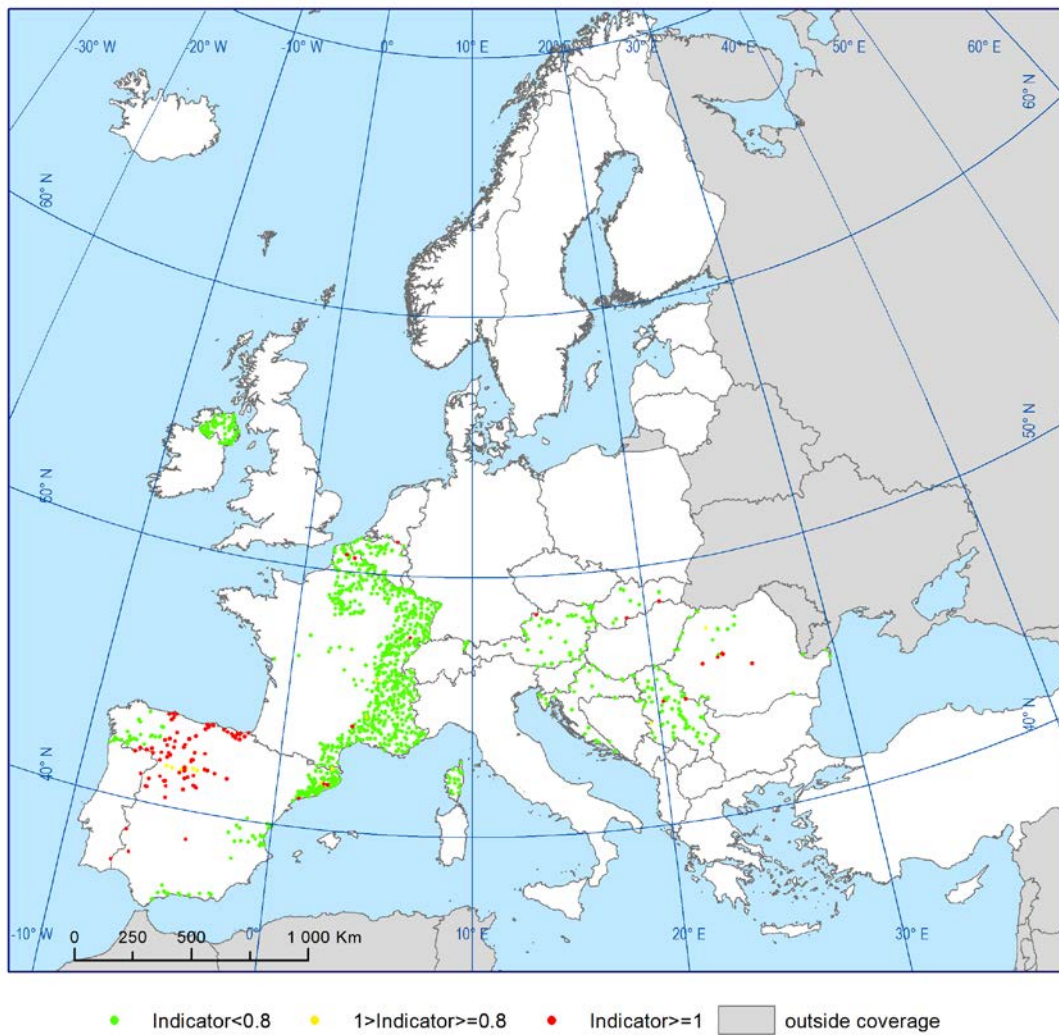 -30° W -20° W -10° W 0° 10° E 20° E 30° E 40° E 50° E 60° E
60° N
60° N
50° N
50° N
40° N
40° N
-10° W 0° 10° E 20° E 30° E
0 250 500 1 000 Km
Indicator<0.8 1>Indicator>=0.8 Indicator>=1 outside coverage